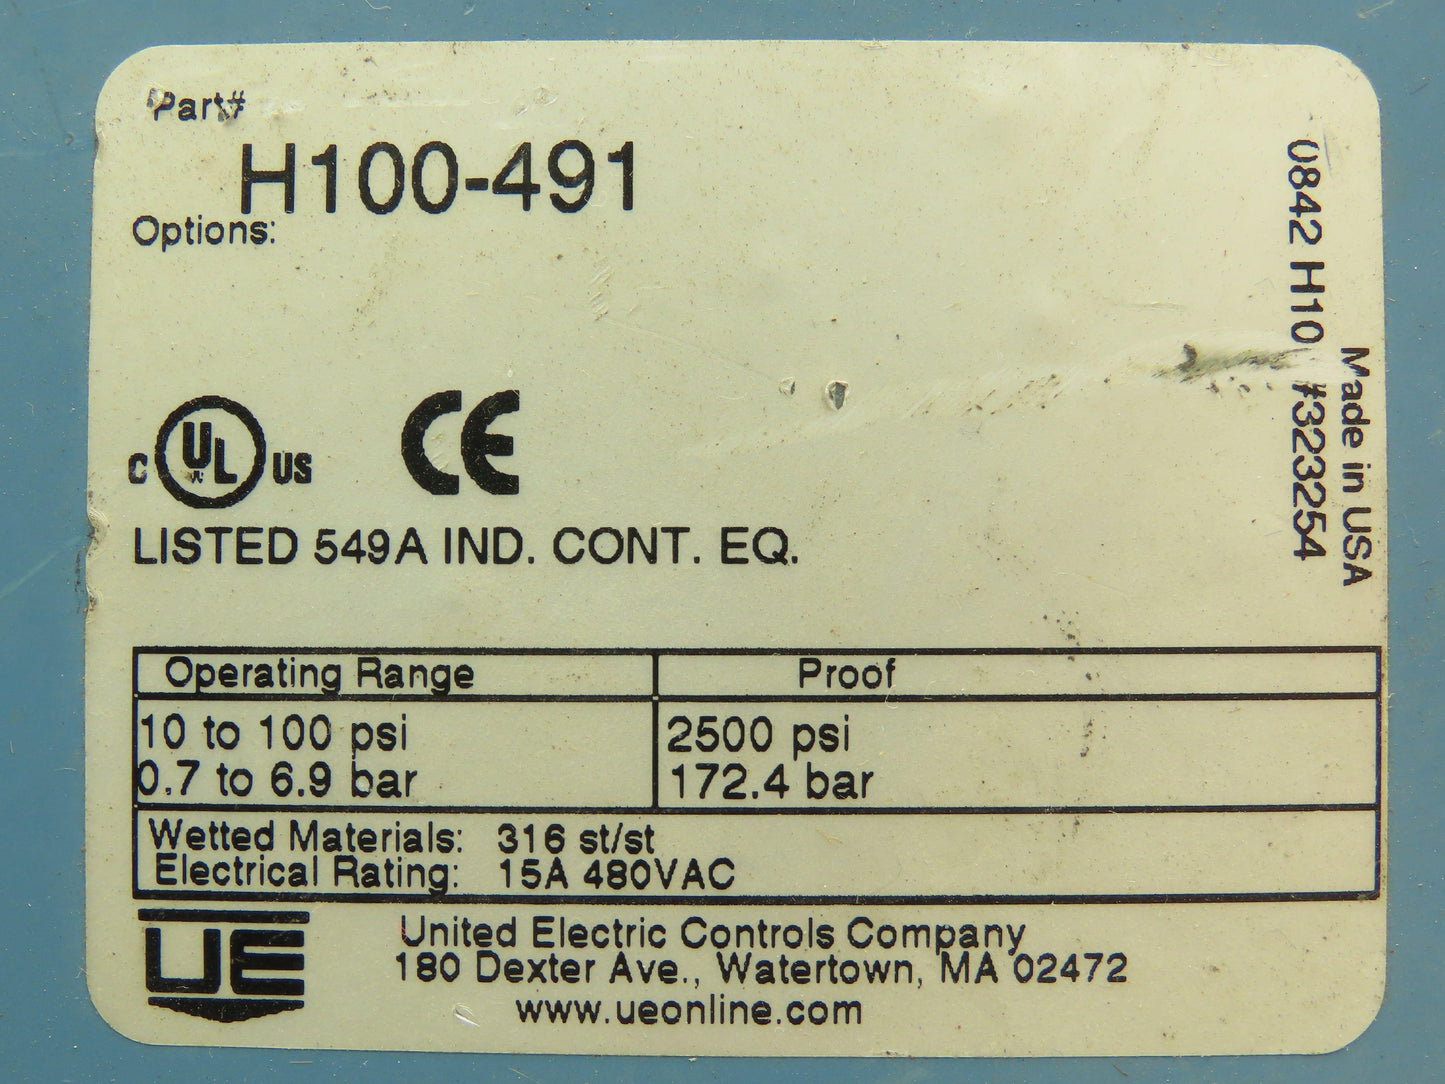 Part#
H100-491
Options:
0842 H10 #323254
Made in USA
C UL US CE
LISTED 549A IND. CONT. EQ.
Operating Range Proof
10 to 100 psi 2500 psi
0.7 to 6.9 bar 172.4 bar
Wetted Materials: 316 st/st
Electrical Rating: 15A 480VAC
UE
United Electric Controls Company
180 Dexter Ave., Watertown, MA 02472
www.ueonline.com